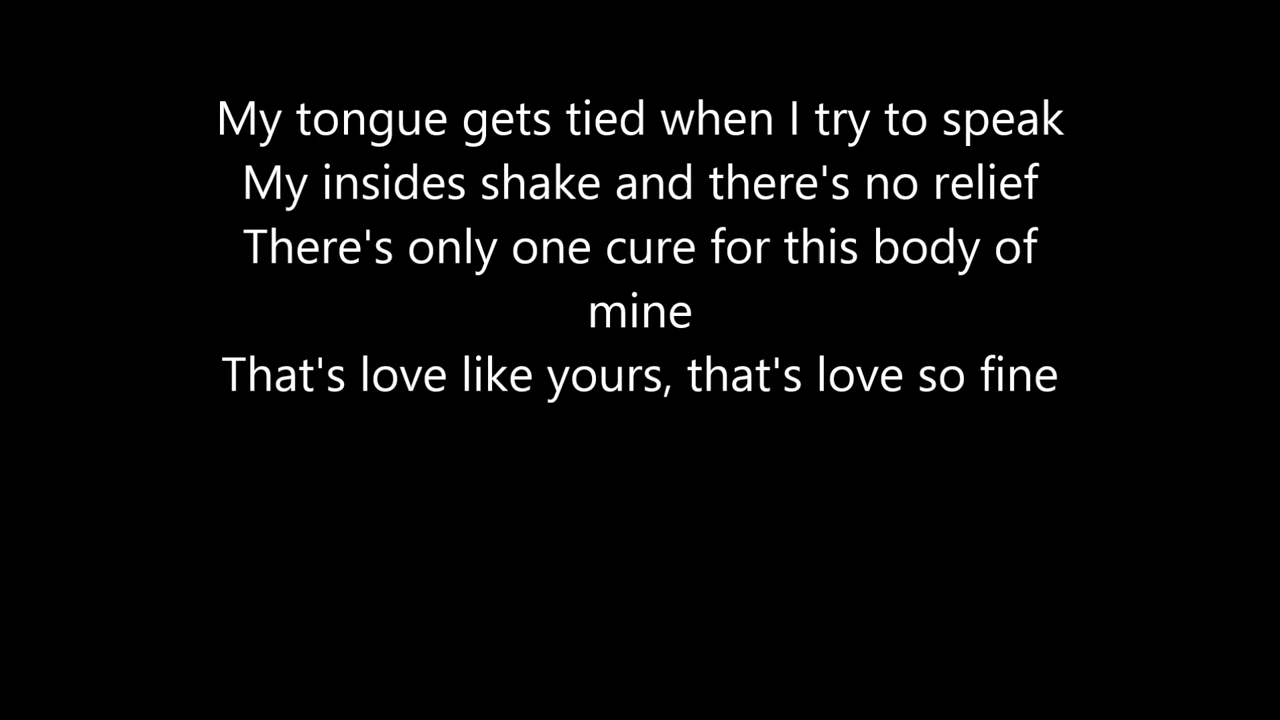 My tongue gets tied when I try to speak
My insides shake and there's no relief
There's only one cure for this body of
mine
That's love like yours, that's love so fine